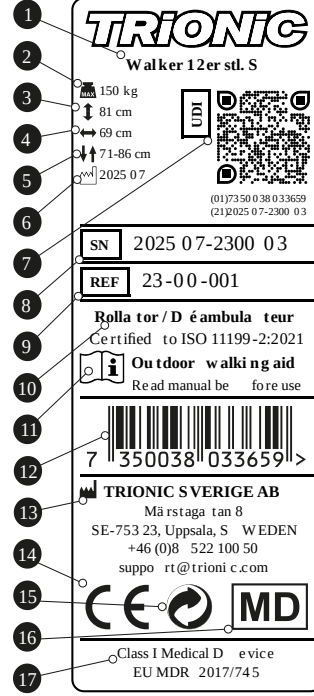 1
TRIONIC
Walker 12er stl. S
2
MAX 150 kg
3
81 cm
4
69 cm
5
71-86 cm
6
2025 07
UDI
(01)7350038033659
(21)202507-2300 03
7
8
SN 202507-2300 03
9
REF 23-00-001
10
Rollator / Déambulateur
Certified to ISO 11199-2:2021
11
i Outdoor walking aid
Read manual before use
12
7 350038 033659 >
13
TRIONIC SVERIGE AB
Märstagatan 8
SE-753 23, Uppsala, SWEDEN
+46 (0)8 522 100 50
support@trionic.com
14
CE
15
MD
16
17
Class I Medical Device
EU MDR 2017/745